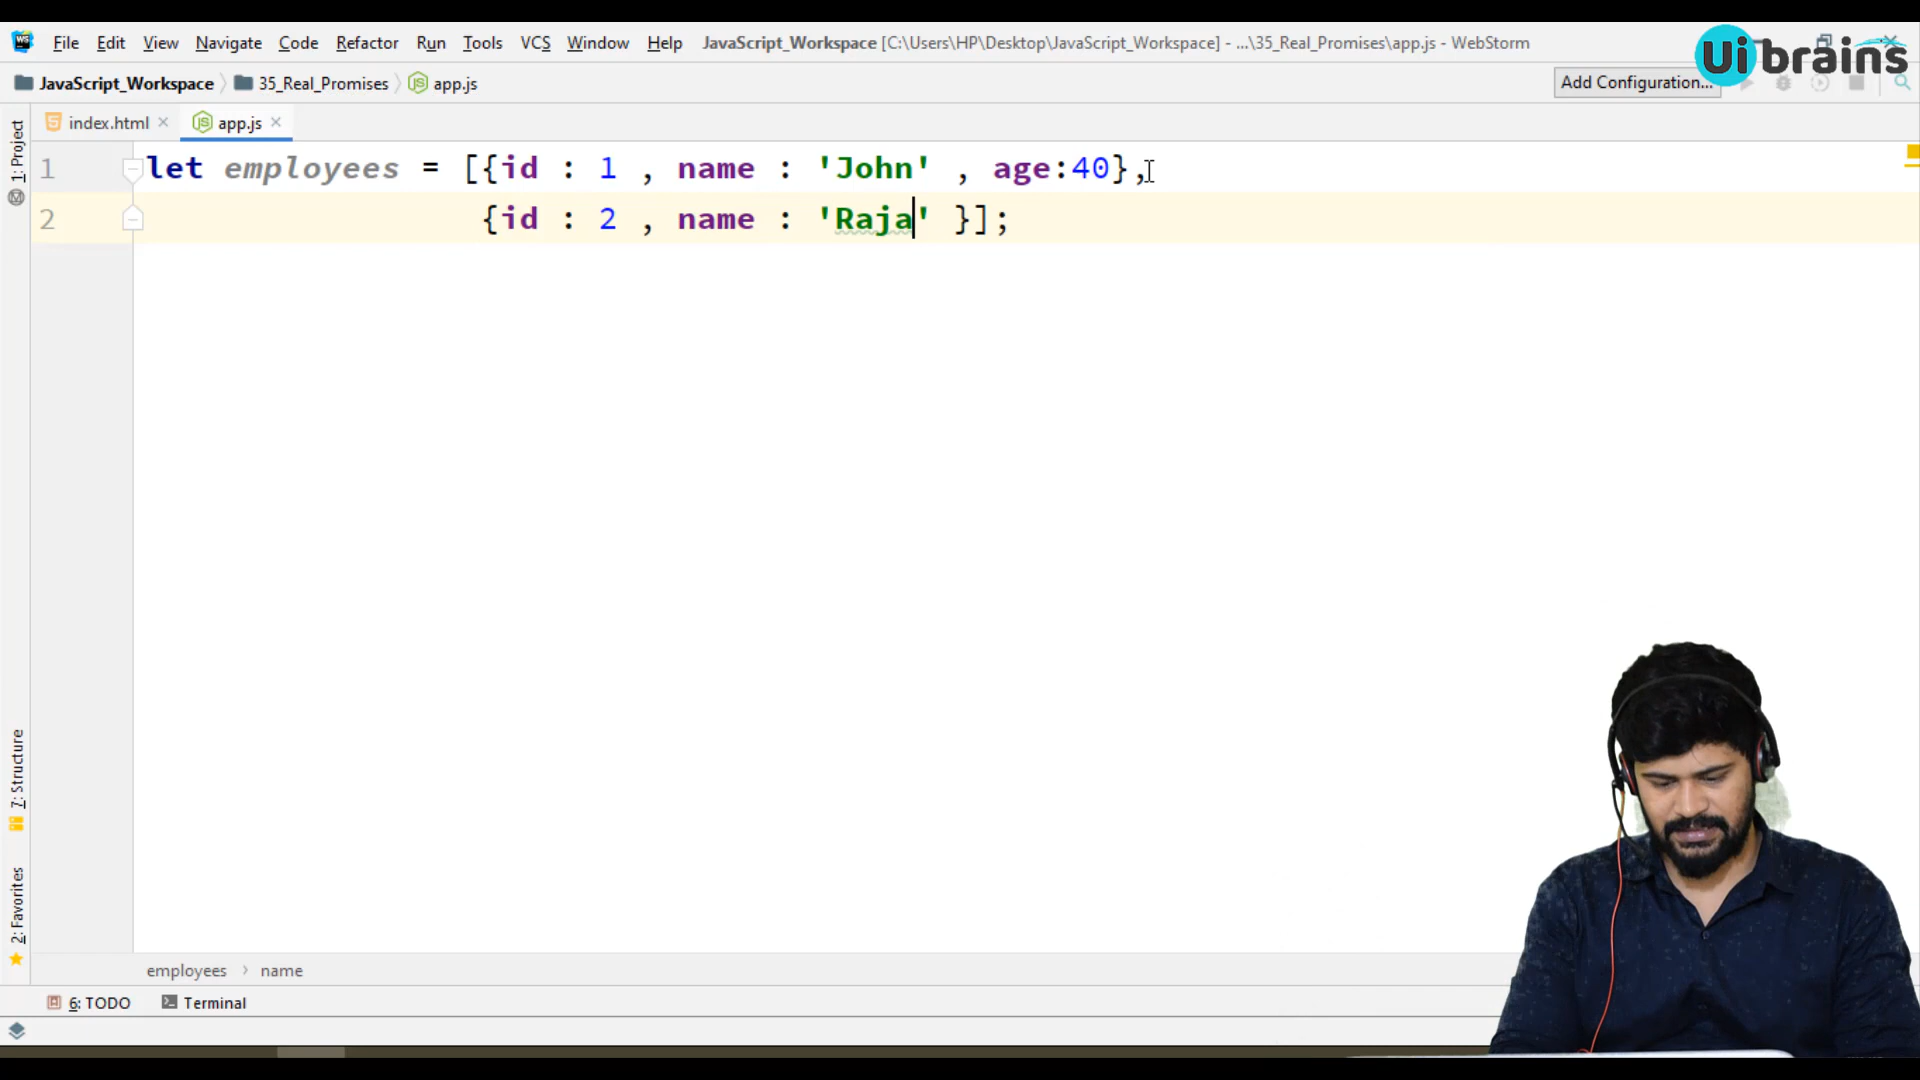 File Edit View Navigate Code Refactor Run Tools VCS Window Help JavaScript_Workspace [C:\Users\HP\Desktop\JavaScript_Workspace] - ...\35_Real_Promises\app.js - WebStorm
Ui brains
JavaScript_Workspace 35_Real_Promises app.js
Add Configuration...
index.html app.js
1: Project
1 let employees = [{id : 1 , name : 'John' , age:40},
2 {id : 2 , name : 'Raja' }];
7: Structure
2: Favorites
employees › name
6: TODO Terminal